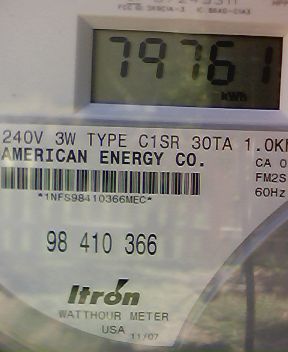 79761
kWh
240V 3W TYPE C1SR 30TA 1.0K
AMERICAN ENERGY CO.
CA 0
FM2S
60Hz
*1NFS98410366MEC*
98 410 366
Itron
WATTHOUR METER
USA 11/07